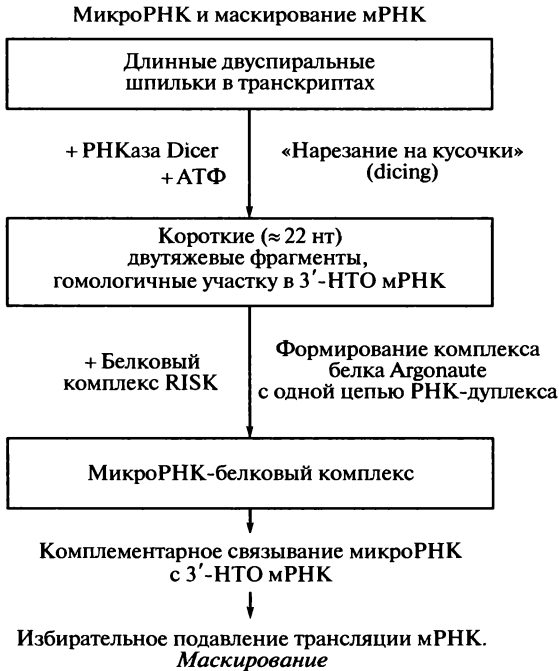 МикроРНК и маскирование мРНК
Длинные двуспиральные
шпильки в транскриптах
+ РНКаза Dicer
+ АТФ
«Нарезание на кусочки»
(dicing)
Короткие (≈ 22 нт)
двутяжевые фрагменты,
гомологичные участку в 3′-НТО мРНК
+ Белковый
комплекс RISK
Формирование комплекса
белка Argonaute
с одной цепью РНК-дуплекса
МикроРНК-белковый комплекс
Комплементарное связывание микроРНК
с 3′-НТО мРНК
Избирательное подавление трансляции мРНК.
Маскирование